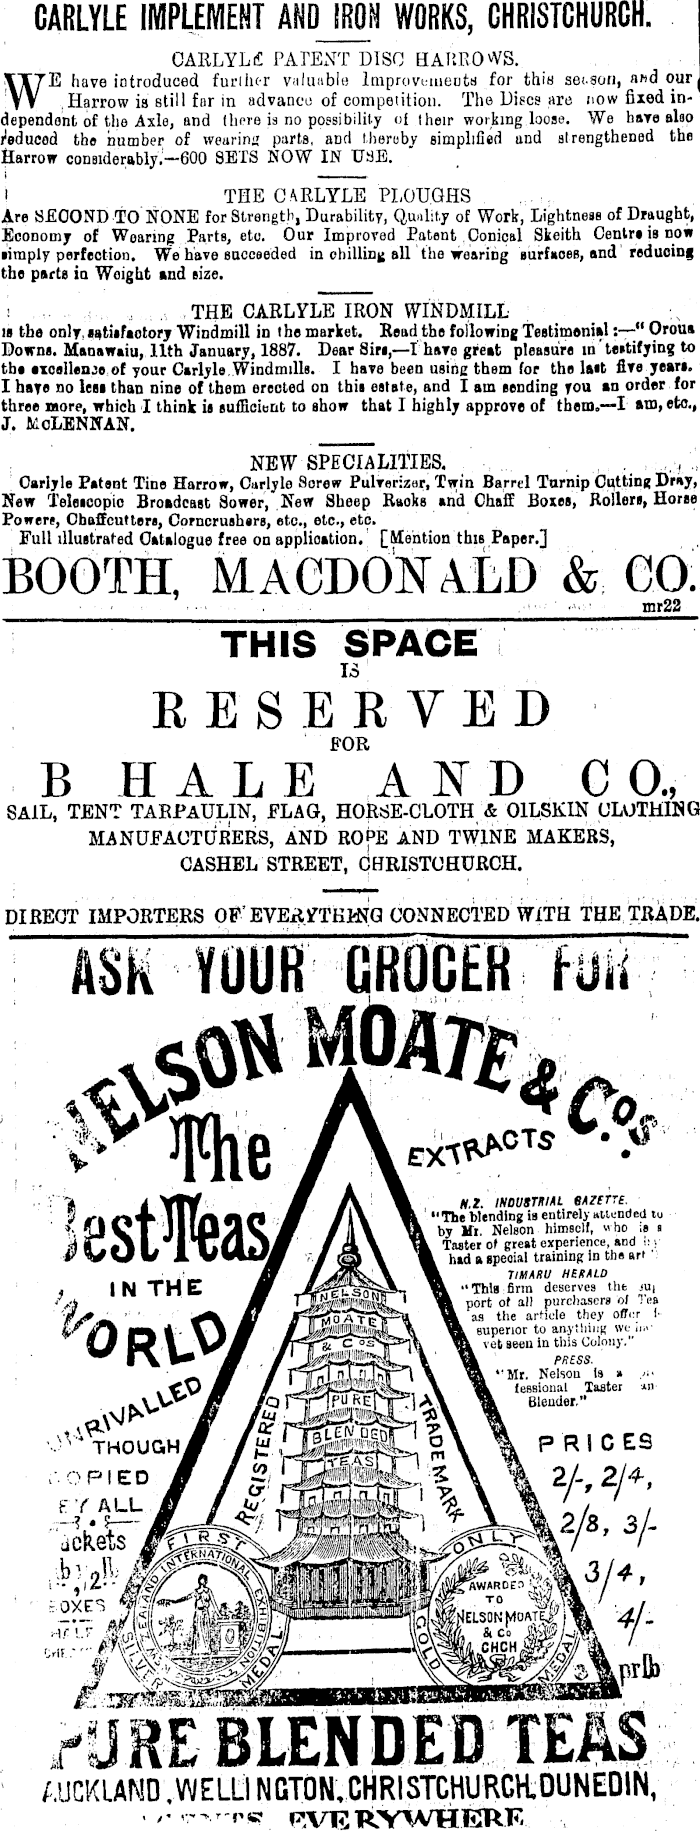 CARLYLE IMPLEMENT AND IRON WORKS, CHRISTCHURCH.
CARLYLE PATENT DISC HARROWS.
WE have introduced further valuable Improvements for this season, and our
Harrow is still far in advance of competition. The Discs are now fixed in-
dependent of the Axle, and there is no possibility of their working loose. We have also
reduced the number of wearing parts, and thereby simplified and strengthened the
Harrow considerably.—600 SETS NOW IN USE.
THE CARLYLE PLOUGHS
Are SECOND TO NONE for Strength, Durability, Quality of Work, Lightness of Draught,
Economy of Wearing Parts, etc. Our Improved Patent Conical Skeith Centre is now
simply perfection. We have succeeded in chilling all the wearing surfaces, and reducing
the parts in Weight and size.
THE CARLYLE IRON WINDMILL
is the only satisfactory Windmill in the market. Read the following Testimonial :—"Oroua
Downs. Manawatu, 11th January, 1887. Dear Sirs,—I have great pleasure in testifying to
the excellence of your Carlyle Windmills. I have been using them for the last five years.
I have no less than nine of them erected on this estate, and I am sending you an order for
three more, which I think is sufficient to show that I highly approve of them.—I am, etc.,
J. McLENNAN.
NEW SPECIALITIES.
Carlyle Patent Tine Harrow, Carlyle Screw Pulverizer, Twin Barrel Turnip Cutting Dray,
New Telescopic Broadcast Sower, New Sheep Racks and Chaff Boxes, Rollers, Horse
Powers, Chaffcutters, Corncrushers, etc., etc., etc.
Full illustrated Catalogue free on application. [Mention this Paper.]
BOOTH, MACDONALD & CO.
mr22
THIS SPACE
IS
RESERVED
FOR
B HALE AND CO.,
SAIL, TENT TARPAULIN, FLAG, HORSE-CLOTH & OILSKIN CLOTHING
MANUFACTURERS, AND ROPE AND TWINE MAKERS,
CASHEL STREET, CHRISTCHURCH.
DIRECT IMPORTERS OF EVERYTHING CONNECTED WITH THE TRADE.
ASK YOUR GROCER FOR
NELSON MOATE & Co.s
The
Best Teas
IN THE
WORLD
UNRIVALLED
THOUGH
COPIED
BY ALL
BOXES
HALF
EXTRACTS
N.Z. INDUSTRIAL GAZETTE.
"The blending is entirely attended to
by Mr. Nelson himself, who is a
Taster of great experience, and
had a special training in the art
TIMARU HERALD
"This firm deserves the sup
port of all purchasers of Tea
as the article they offer
superior to anything we
yet seen in this Colony."
PRESS.
"Mr. Nelson is a
fessional Taster an
Blender."
PRICES
2/-, 2/4,
2/8, 3/-
3/4,
4/-
pr lb
NELSON
MOATE
& Cos
PURE
BLENDED
TEAS
REGISTERED
TRADE MARK
FIRST
SILVER
MEDAL
NEW ZEALAND INTERNATIONAL EXHIBITION
ONLY
GOLD
MEDAL
AWARDED
TO
NELSON MOATE
& Co
CHCH
PURE BLENDED TEAS
AUCKLAND, WELLINGTON, CHRISTCHURCH, DUNEDIN,
AGENTS EVERYWHERE